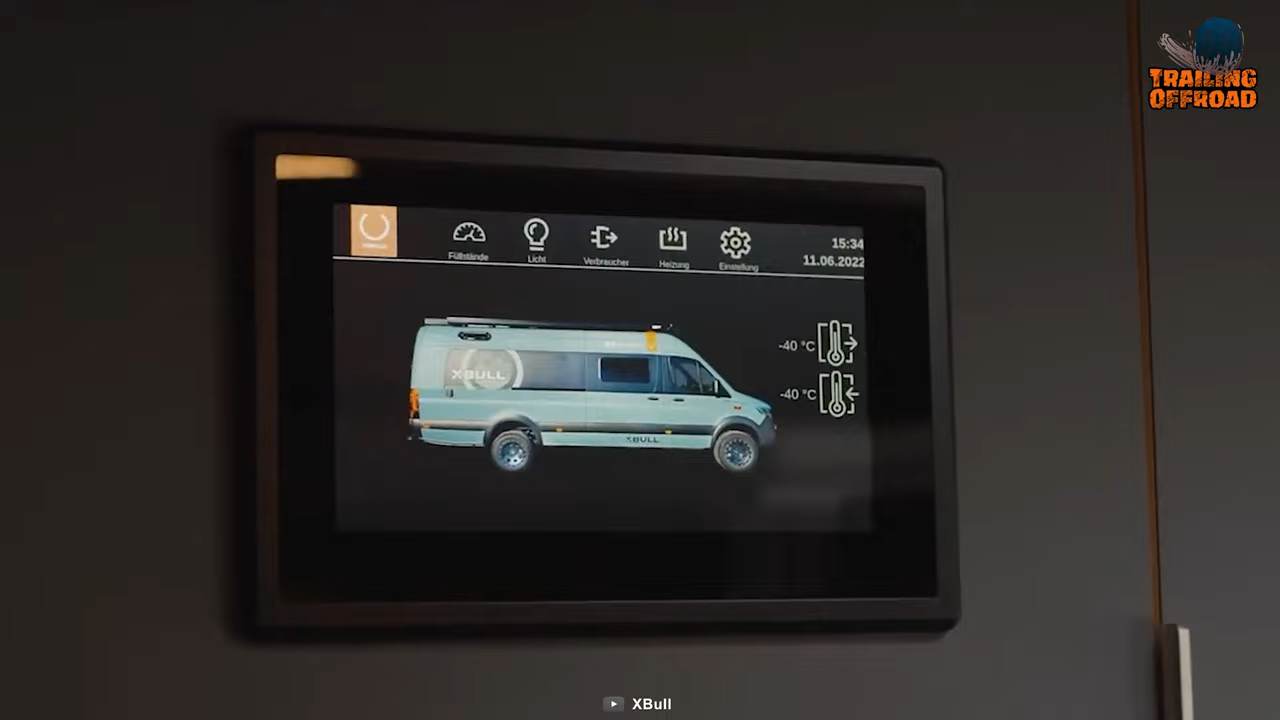 TRAILING
OFFROAD
Füllstände
Licht
Verbraucher
Heizung
Einstellung
15:34
11.06.2022
-40 °C
-40 °C
XBULL
XBULL
XBull